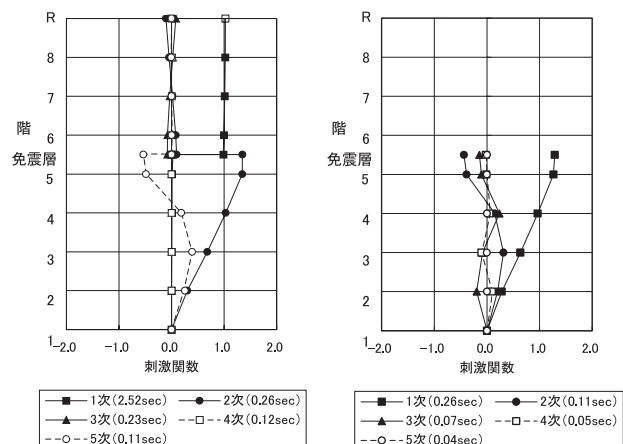 R
8
7
階 6
免震層
5
4
3
2
1
-2.0 -1.0 0.0 1.0 2.0
刺激関数
1次(2.52sec) 2次(0.26sec)
3次(0.23sec) 4次(0.12sec)
5次(0.11sec)
R
8
7
階 6
免震層
5
4
3
2
1
-2.0 -1.0 0.0 1.0 2.0
刺激関数
1次(0.26sec) 2次(0.11sec)
3次(0.07sec) 4次(0.05sec)
5次(0.04sec)